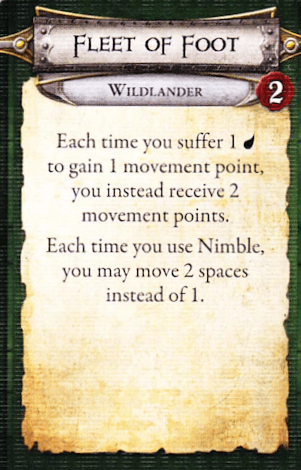 Fleet of Foot
Wildlander
2
Each time you suffer 1
to gain 1 movement point,
you instead receive 2
movement points.
Each time you use Nimble,
you may move 2 spaces
instead of 1.